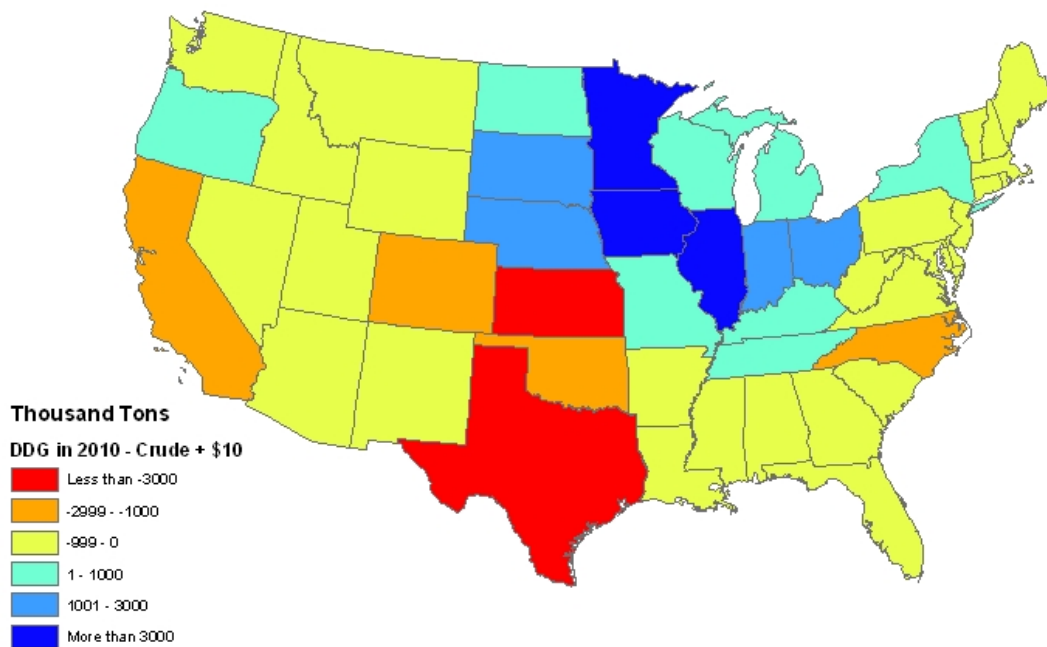 Thousand Tons
DDG in 2010 - Crude + $10
Less than -3000
-2999 - -1000
-999 - 0
1 - 1000
1001 - 3000
More than 3000